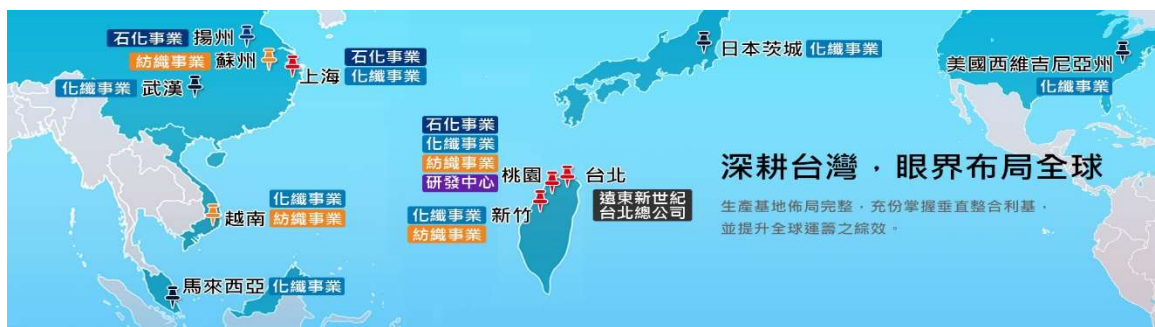 石化事業 揚州
紡織事業 蘇州
上海
石化事業
化纖事業
化纖事業 武漢
日本茨城 化纖事業
美國西維吉尼亞州
化纖事業
石化事業
化纖事業
紡織事業
研發中心
桃園
台北
遠東新世紀
台北總公司
化纖事業
紡織事業
新竹
越南
化纖事業
紡織事業
馬來西亞 化纖事業
深耕台灣，眼界布局全球
生產基地佈局完整，充份掌握垂直整合利基，
並提升全球運籌之綜效。